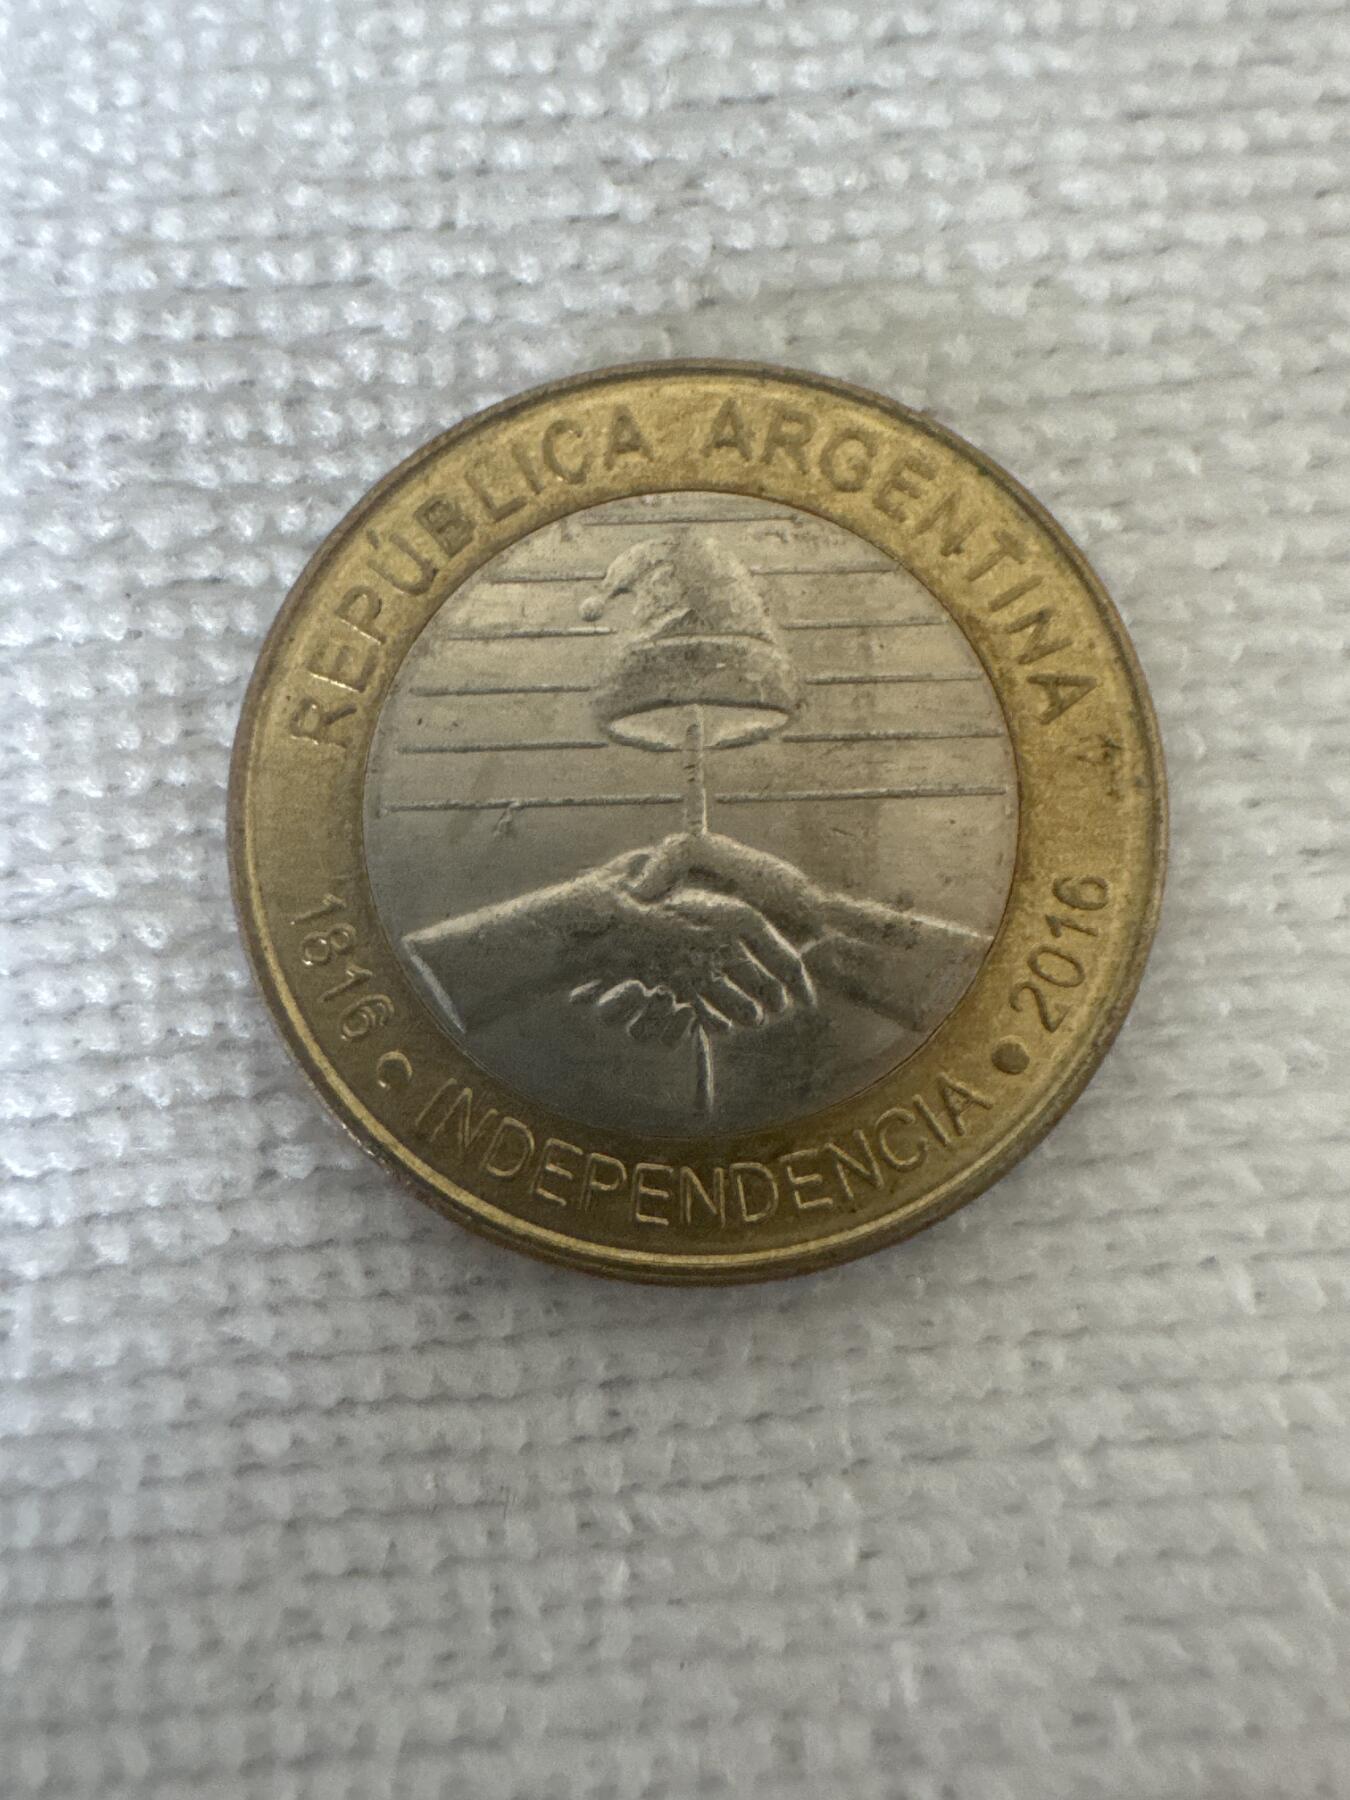 REPÚBLICA ARGENTINA
1816 • INDEPENDENCIA • 2016